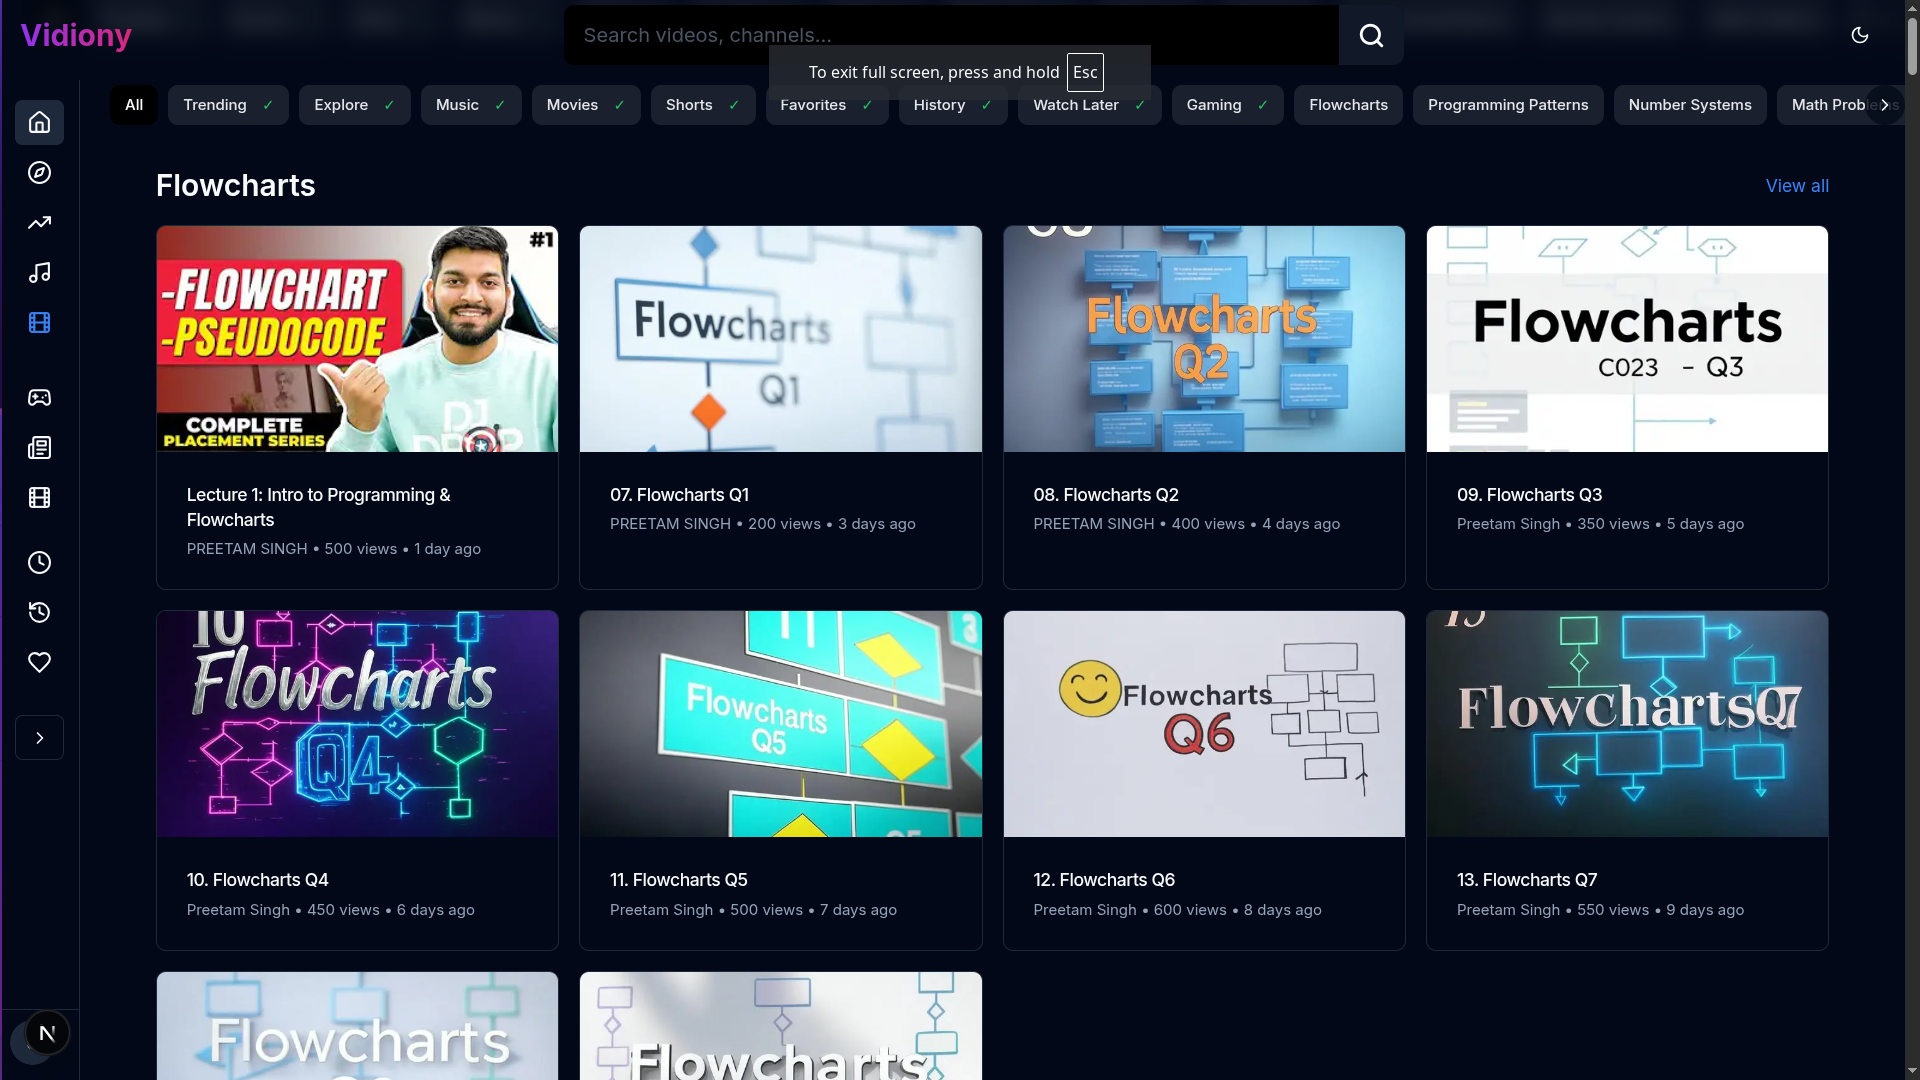 Vidiony
Search videos, channels...
To exit full screen, press and hold Esc
All
Trending ✓
Explore ✓
Music ✓
Movies ✓
Shorts ✓
Favorites ✓
History ✓
Watch Later ✓
Gaming ✓
Flowcharts
Programming Patterns
Number Systems
Math Problems
Flowcharts
View all
#1
-FLOWCHART
-PSEUDOCODE
DJ
DROP
COMPLETE
PLACEMENT SERIES
Flowcharts
Q1
Flowcharts
Q2
Flowcharts
C023 - Q3
Lecture 1: Intro to Programming &
Flowcharts
PREETAM SINGH • 500 views • 1 day ago
07. Flowcharts Q1
PREETAM SINGH • 200 views • 3 days ago
08. Flowcharts Q2
PREETAM SINGH • 400 views • 4 days ago
09. Flowcharts Q3
Preetam Singh • 350 views • 5 days ago
10
Flowcharts
Q4
11
Flowcharts
Q5
Flowcharts
Q6
13
FlowchartsQ7
10. Flowcharts Q4
Preetam Singh • 450 views • 6 days ago
11. Flowcharts Q5
Preetam Singh • 500 views • 7 days ago
12. Flowcharts Q6
Preetam Singh • 600 views • 8 days ago
13. Flowcharts Q7
Preetam Singh • 550 views • 9 days ago
Flowcharts
Flowcharts
N